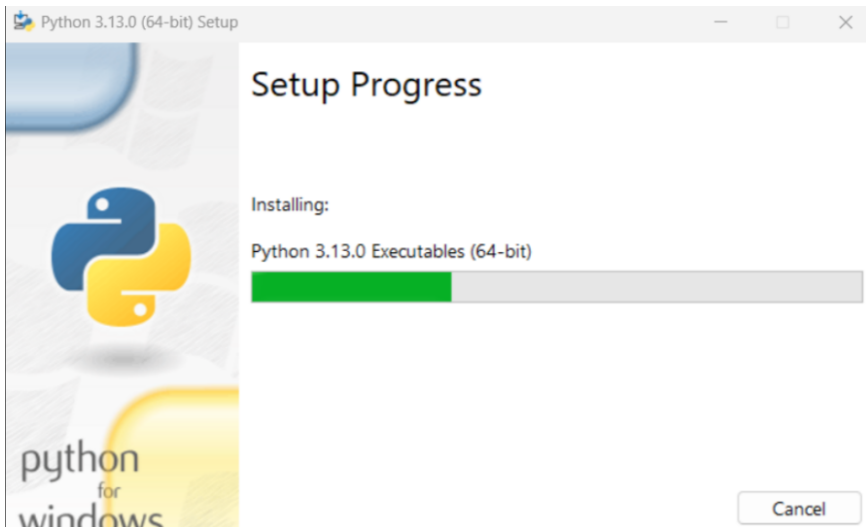 Python 3.13.0 (64-bit) Setup
Setup Progress
Installing:
Python 3.13.0 Executables (64-bit)
python
for
windows
Cancel